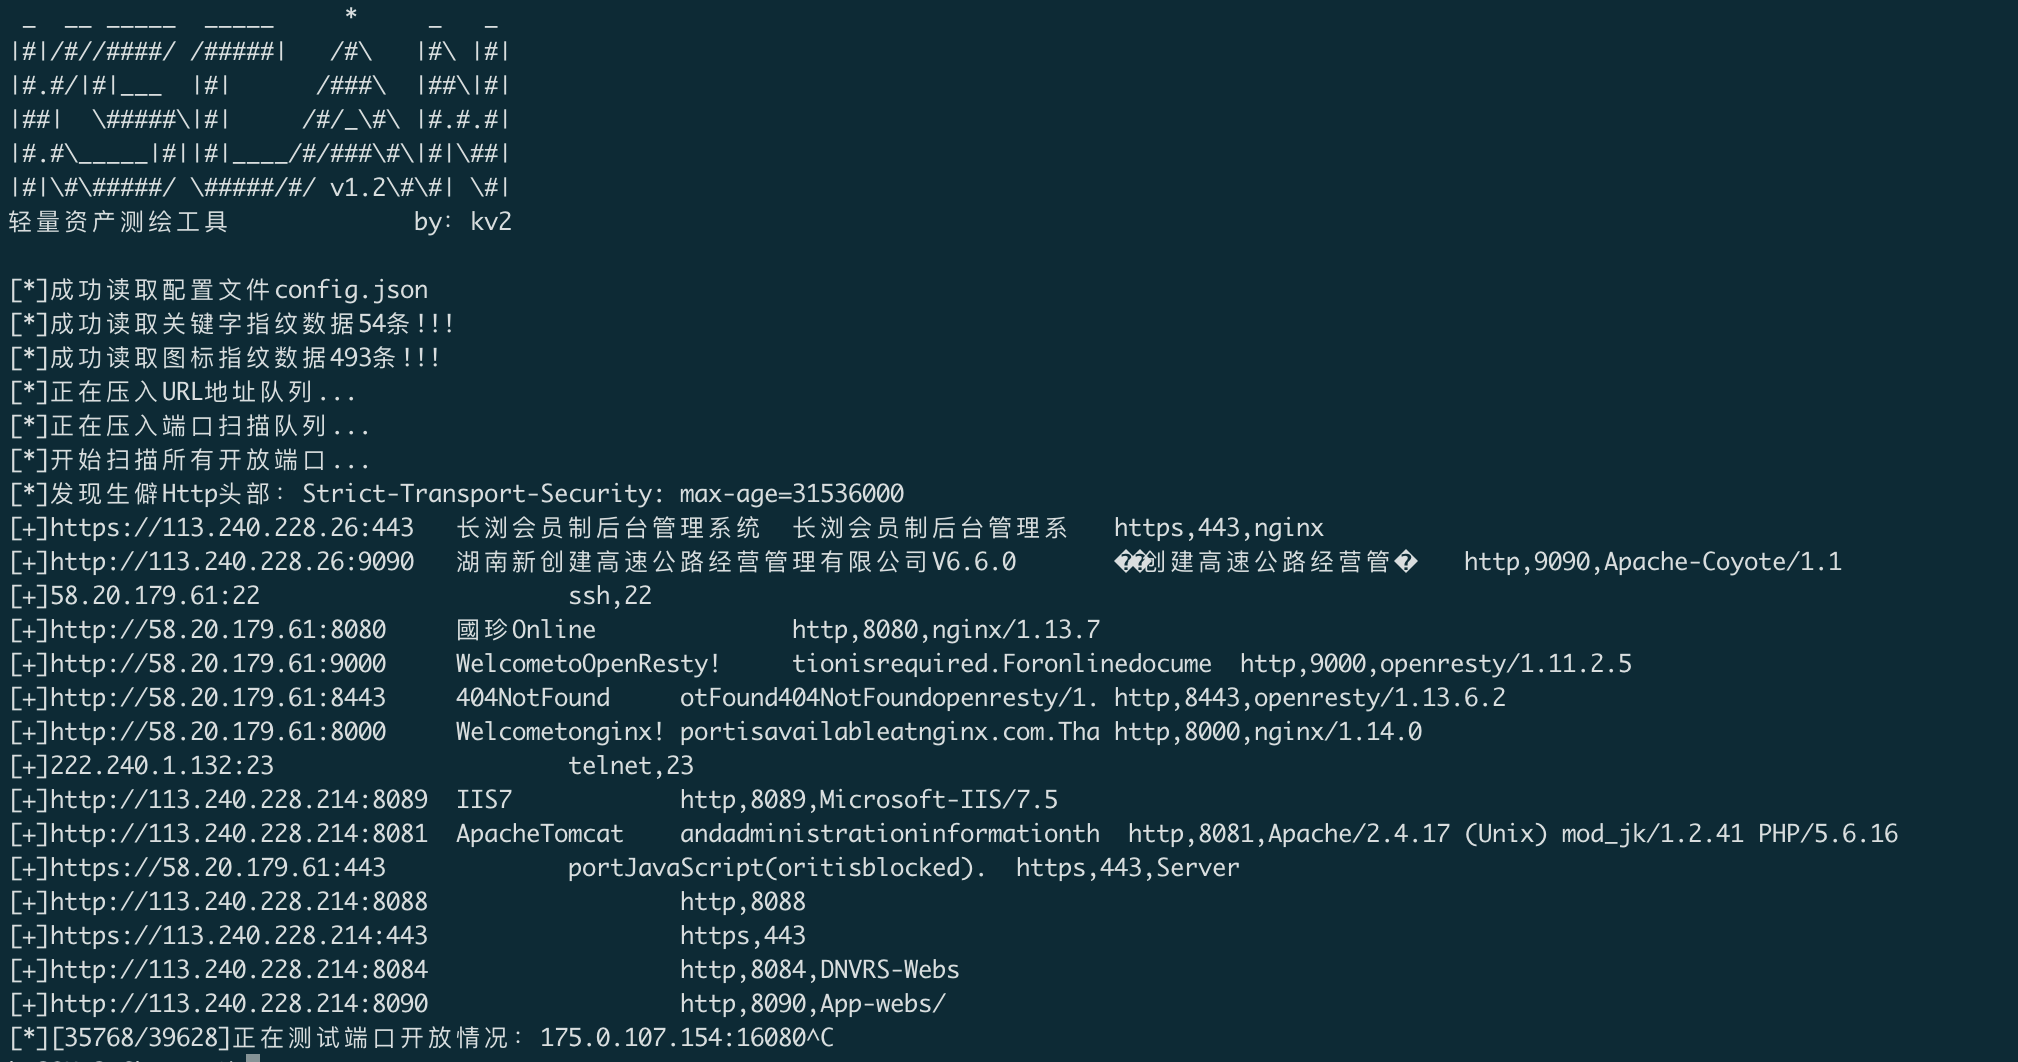 _  __ _____  _____     *     _   _
|#|/#//####/ /#####|   /#\   |#\ |#|
|#.#/|#|___  |#|      /###\  |##\|#|
|##|  \#####\|#|     /#/_\#\ |#.#.#|
|#.#\_____|#||#|____/#/###\#\|#|\##|
|#|\#\#####/ \#####/#/ v1.2\#\#| \#|
轻量资产测绘工具             by: kv2
[*]成功读取配置文件config.json
[*]成功读取关键字指纹数据54条!!!
[*]成功读取图标指纹数据493条!!!
[*]正在压入URL地址队列...
[*]正在压入端口扫描队列...
[*]开始扫描所有开放端口...
[*]发现生僻Http头部: Strict-Transport-Security: max-age=31536000
[+]https://113.240.228.26:443   长浏会员制后台管理系统   长浏会员制后台管理系   https,443,nginx
[+]http://113.240.228.26:9090   湖南新创建高速公路经营管理有限公司V6.6.0       ��创建高速公路经营管�   http,9090,Apache-Coyote/1.1
[+]58.20.179.61:22                      ssh,22
[+]http://58.20.179.61:8080     國珍Online              http,8080,nginx/1.13.7
[+]http://58.20.179.61:9000     WelcometoOpenResty!     tionisrequired.Foronlinedocume  http,9000,openresty/1.11.2.5
[+]http://58.20.179.61:8443     404NotFound     otFound404NotFoundopenresty/1. http,8443,openresty/1.13.6.2
[+]http://58.20.179.61:8000     Welcometonginx! portisavailableatnginx.com.Tha http,8000,nginx/1.14.0
[+]222.240.1.132:23                     telnet,23
[+]http://113.240.228.214:8089  IIS7            http,8089,Microsoft-IIS/7.5
[+]http://113.240.228.214:8081  ApacheTomcat    andadministrationinformationth  http,8081,Apache/2.4.17 (Unix) mod_jk/1.2.41 PHP/5.6.16
[+]https://58.20.179.61:443             portJavaScript(oritisblocked).  https,443,Server
[+]http://113.240.228.214:8088                  http,8088
[+]https://113.240.228.214:443                  https,443
[+]http://113.240.228.214:8084                  http,8084,DNVRS-Webs
[+]http://113.240.228.214:8090                  http,8090,App-webs/
[*][35768/39628]正在测试端口开放情况: 175.0.107.154:16080^C